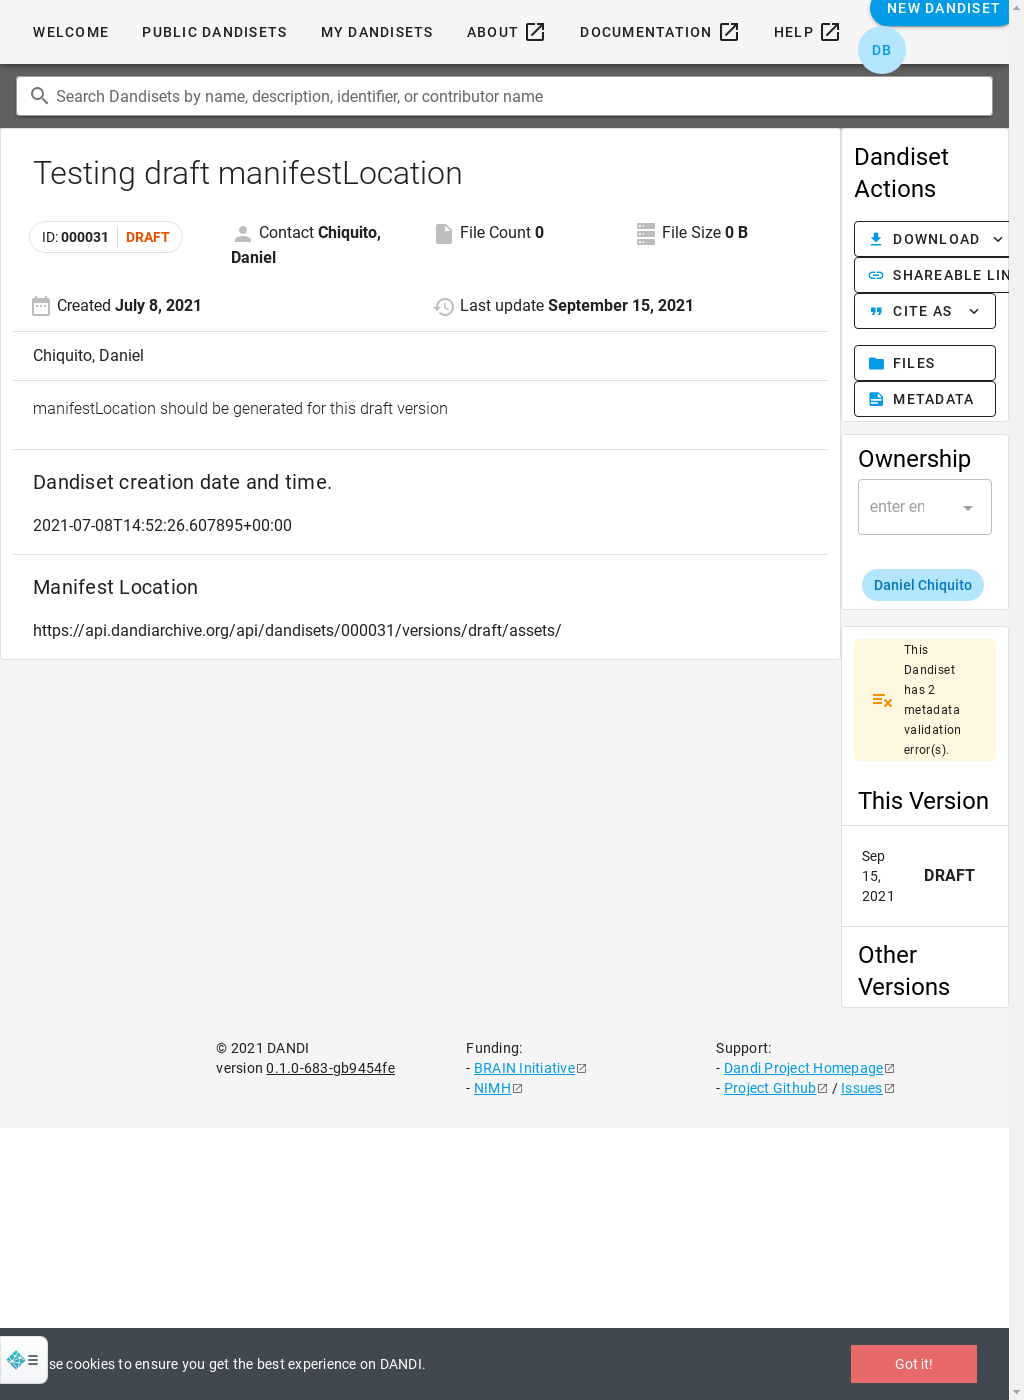 WELCOME PUBLIC DANDISETS MY DANDISETS ABOUT DOCUMENTATION HELP NEW DANDISET
DB
Search Dandisets by name, description, identifier, or contributor name
Testing draft manifestLocation
ID: 000031 DRAFT
Contact Chiquito, Daniel
File Count 0
File Size 0 B
Created July 8, 2021
Last update September 15, 2021
Chiquito, Daniel
manifestLocation should be generated for this draft version
Dandiset creation date and time.
2021-07-08T14:52:26.607895+00:00
Manifest Location
https://api.dandiarchive.org/api/dandisets/000031/versions/draft/assets/
Dandiset
Actions
DOWNLOAD
SHAREABLE LIN
CITE AS
FILES
METADATA
Ownership
enter en
Daniel Chiquito
This
Dandiset
has 2
metadata
validation
error(s).
This Version
Sep
15,
2021
DRAFT
Other
Versions
© 2021 DANDI
version 0.1.0-683-gb9454fe
Funding:
- BRAIN Initiative
- NIMH
Support:
- Dandi Project Homepage
- Project Github / Issues
se cookies to ensure you get the best experience on DANDI.
Got it!